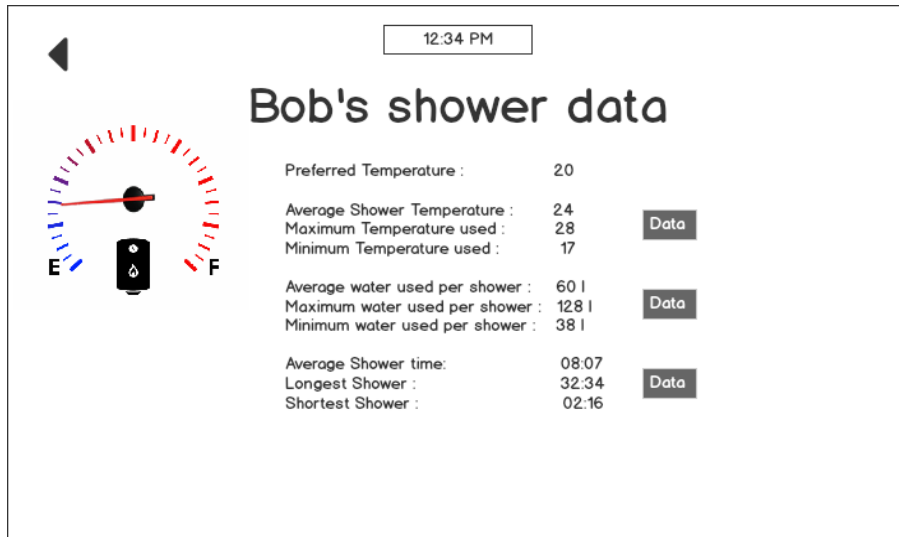 12:34 PM
Bob's shower data
Preferred Temperature : 20
Average Shower Temperature : 24
Maximum Temperature used : 28
Minimum Temperature used : 17
Data
Average water used per shower : 60 l
Maximum water used per shower : 128 l
Minimum water used per shower : 38 l
Data
Average Shower time: 08:07
Longest Shower : 32:34
Shortest Shower : 02:16
Data
E
F